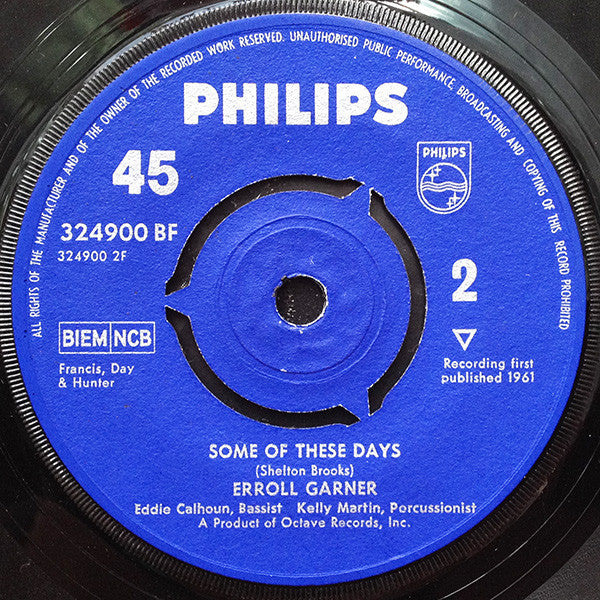 ALL RIGHTS OF THE MANUFACTURER AND OF THE OWNER OF THE RECORDED WORK RESERVED. UNAUTHORISED PUBLIC PERFORMANCE, BROADCASTING AND COPYING OF THIS RECORD PROHIBITED
PHILIPS
45
PHILIPS
324900 BF
324900 2F
2
BIEM NCB
Francis, Day
& Hunter
Recording first
published 1961
SOME OF THESE DAYS
(Shelton Brooks)
ERROLL GARNER
Eddie Calhoun, Bassist Kelly Martin, Percussionist
A Product of Octave Records, Inc.